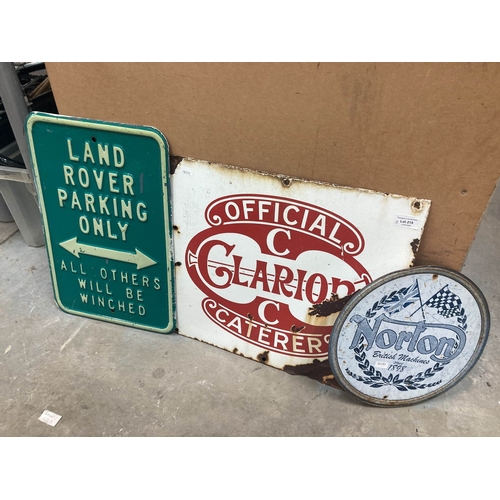 LAND
ROVER
PARKING
ONLY
ALL OTHERS
WILL BE
WINCHED
OFFICIAL
C
CLARION
C
CATERERS
Norton
British Machines
1898